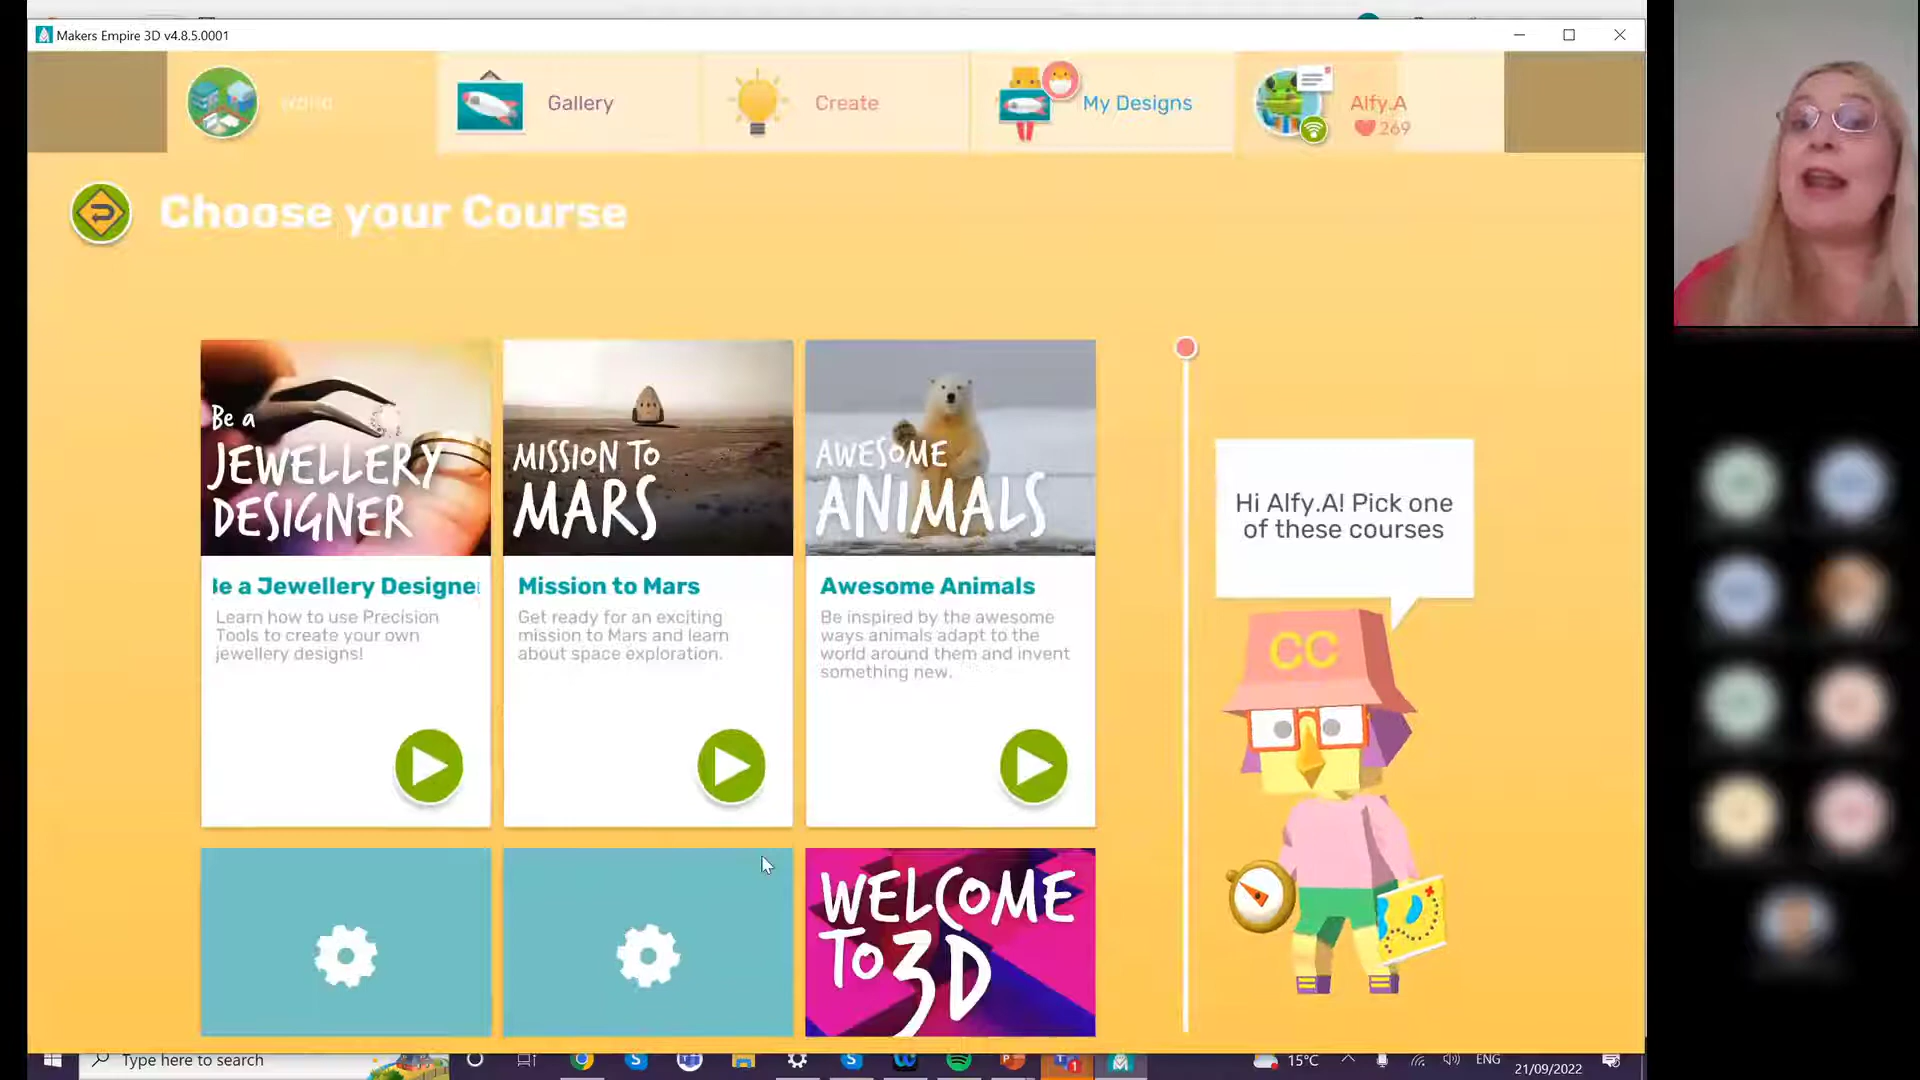 Makers Empire 3D v4.8.5.0001
World
Gallery
Create
My Designs
Alfy.A
269
Choose your Course
Be a
JEWELLERY
DESIGNER
MISSION TO
MARS
AWESOME
ANIMALS
Be a Jewellery Designer
Learn how to use Precision
Tools to create your own
jewellery designs!
Mission to Mars
Get ready for an exciting
mission to Mars and learn
about space exploration.
Awesome Animals
Be inspired by the awesome
ways animals adapt to the
world around them and invent
something new.
Hi Alfy.A! Pick one
of these courses
CC
WELCOME
TO 3D
Type here to search
15°C
ENG
21/09/2022